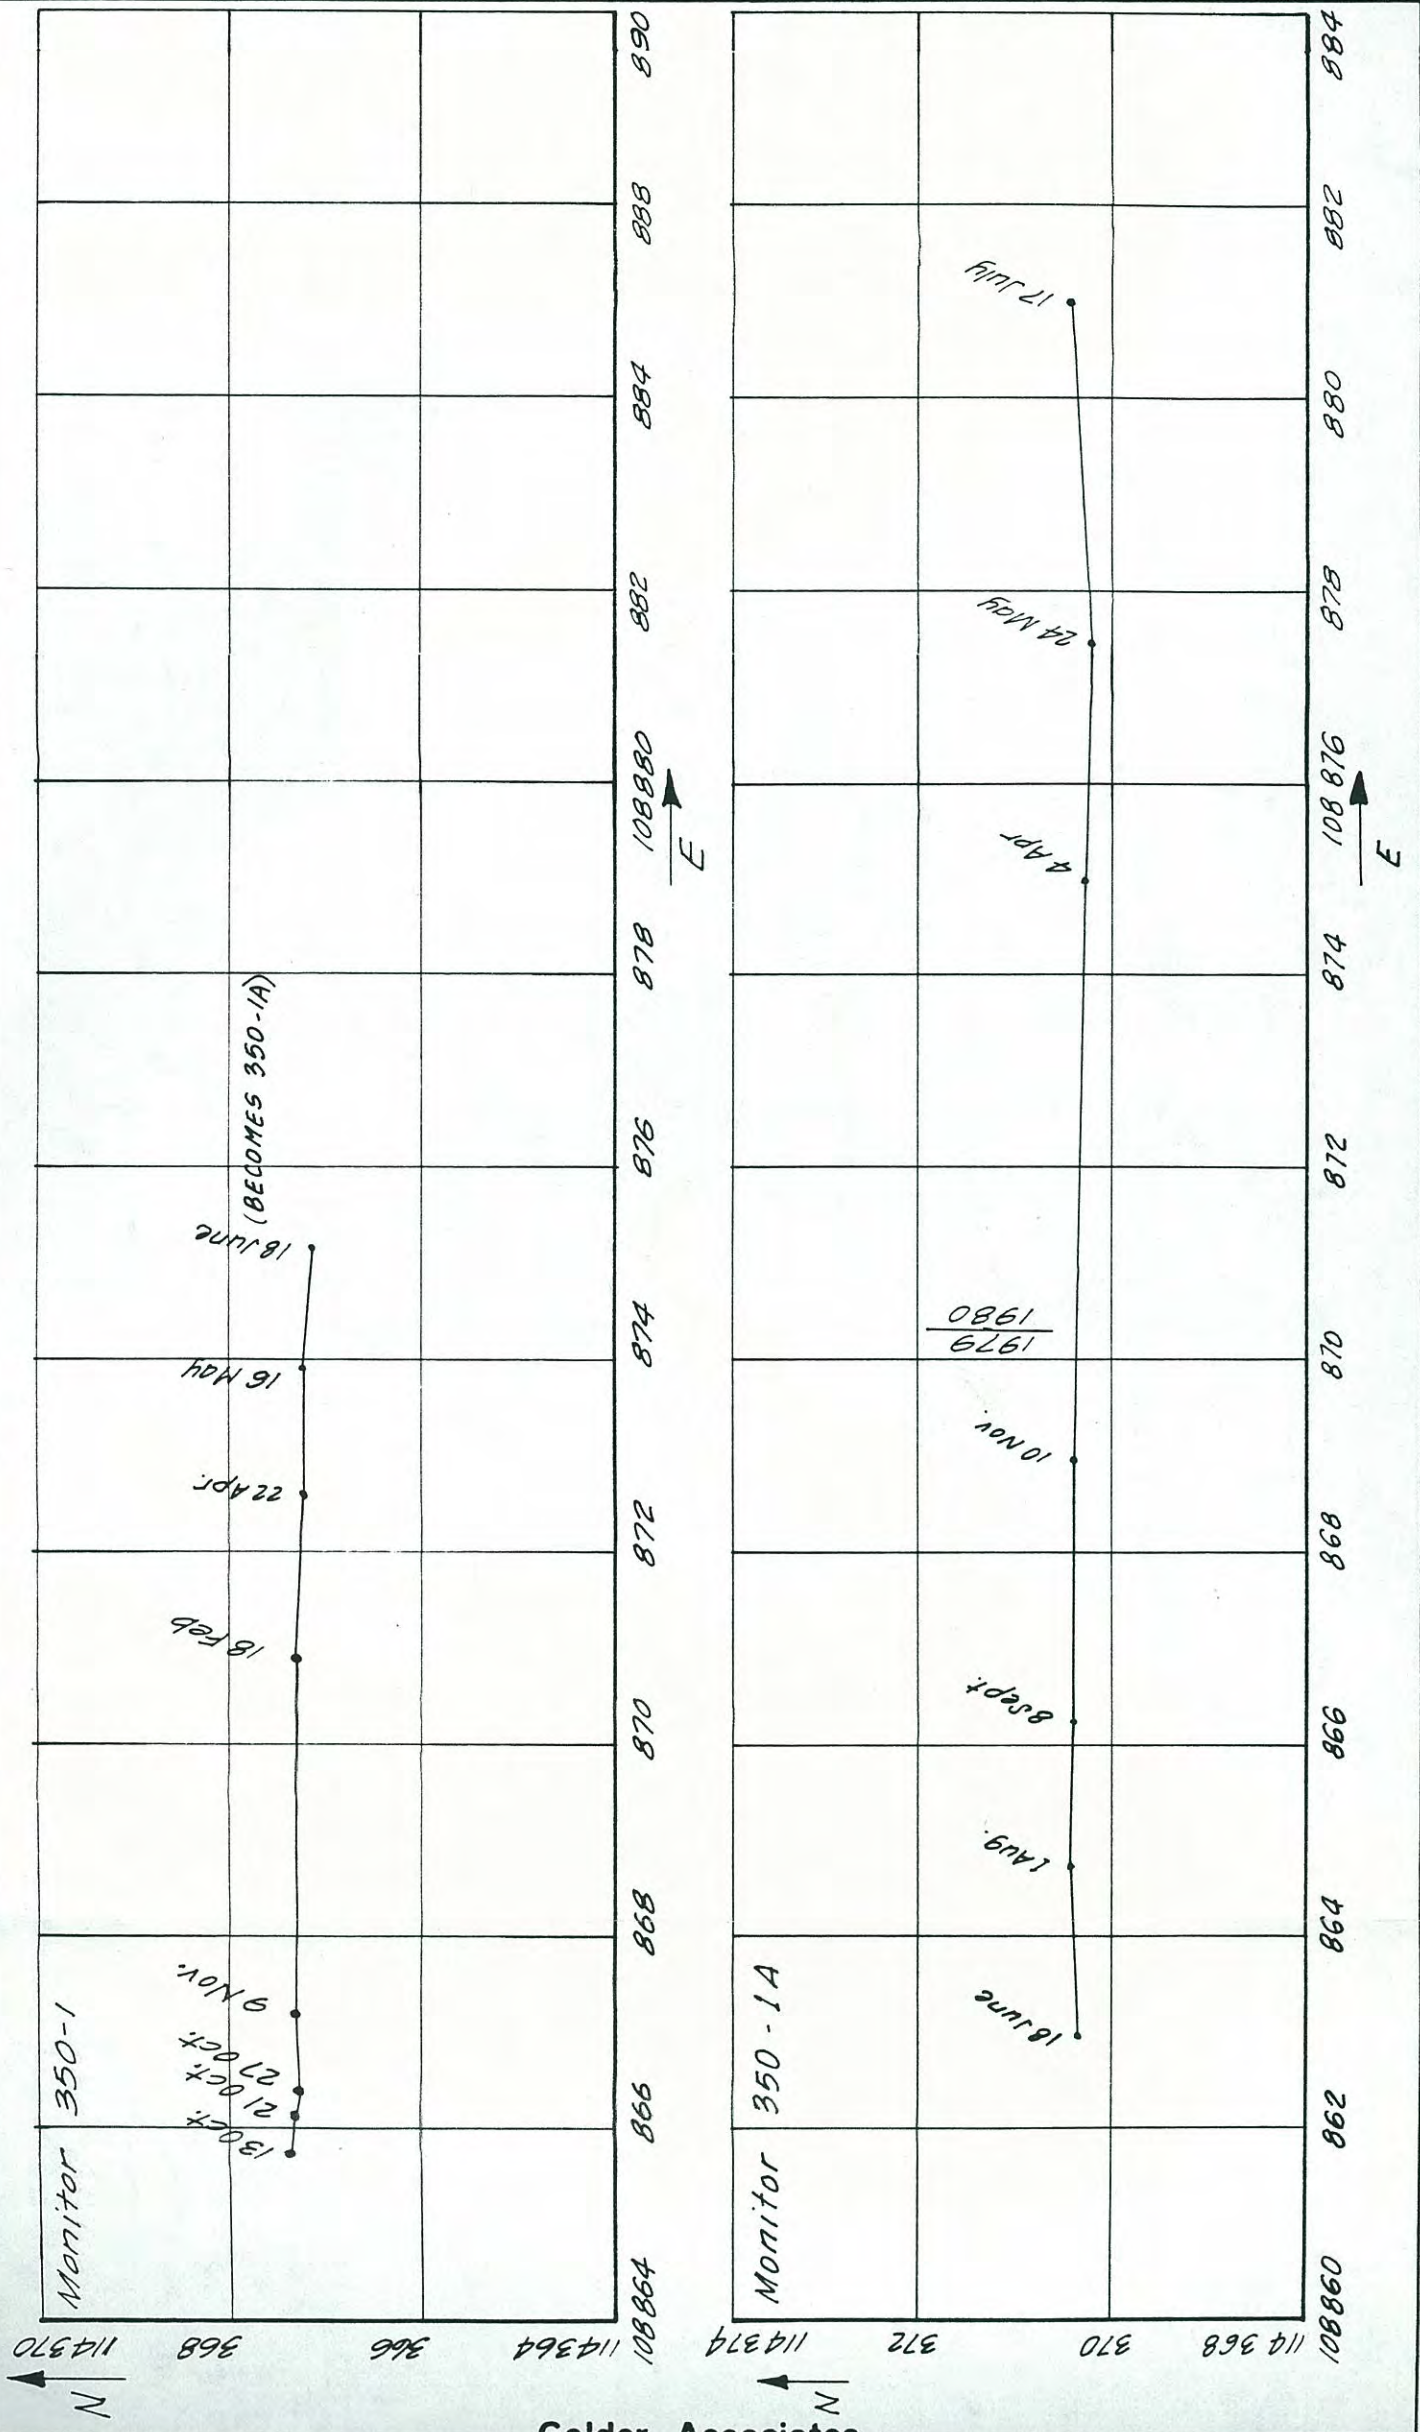 Monitor 350-1
N
114370
368
366
114364
13 Oct.
21 Oct.
27 Oct.
9 Nov.
18 Feb
22 Apr.
16 May
18 June
(BECOMES 350-1A)
108864 866 868 870 872 874 876 878 108880 882 884 888 890
E
Monitor 350-1A
N
114374
372
370
114 368
18 June
1 Aug.
8 Sept.
10 Nov.
1979
1980
4 Apr
24 May
17 July
108860 862 864 866 868 870 872 874 108 876 878 880 882 884
E
Golder Associates